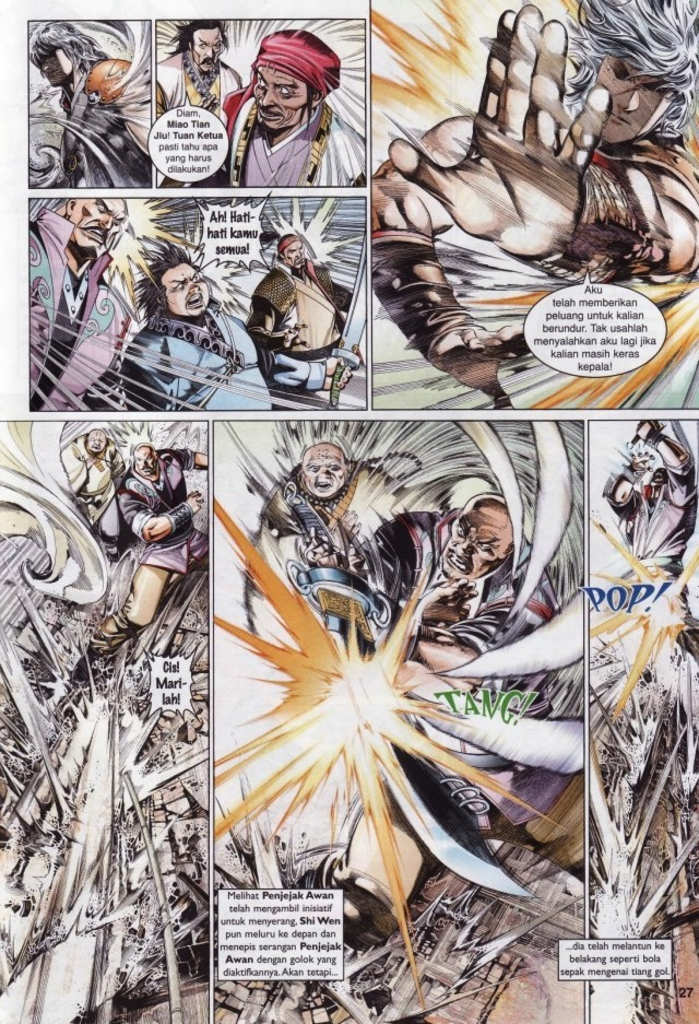 Diam,
Miao Tian
Jiu! Tuan Ketua
pasti tahu apa
yang harus
dilakukan!
Aku
telah memberikan
peluang untuk kalian
berundur. Tak usahlah
menyalahkan aku lagi jika
kalian masih keras
kepala!
Ah! Hati-
hati kamu
semua!
Cis!
Mari-
lah!
TANG!
Melihat Penjejak Awan
telah mengambil inisiatif
untuk menyerang, Shi Wen
pun meluru ke depan dan
menepis serangan Penjejak
Awan dengan golok yang
diaktifkannya. Akan tetapi...
POP!
...dia telah melantun ke
belakang seperti bola
sepak mengenai tiang gol.
27